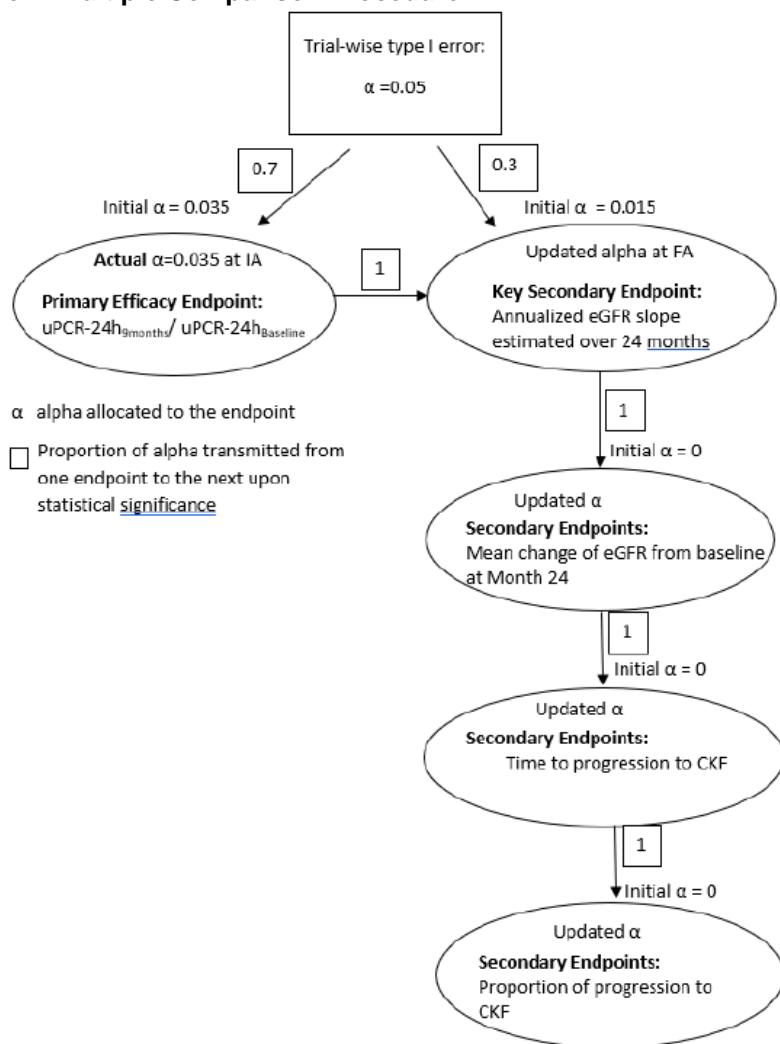 Trial-wise type I error:
α =0.05
0.7
0.3
Initial α = 0.035
Initial α = 0.015
Actual α=0.035 at IA
Primary Efficacy Endpoint:
uPCR-24h9months/ uPCR-24hBaseline
1
Updated alpha at FA
Key Secondary Endpoint:
Annualized eGFR slope
estimated over 24 months
α alpha allocated to the endpoint
Proportion of alpha transmitted from
one endpoint to the next upon
statistical significance
1
Initial α = 0
Updated α
Secondary Endpoints:
Mean change of eGFR from baseline
at Month 24
1
Initial α = 0
Updated α
Secondary Endpoints:
Time to progression to CKF
1
Initial α = 0
Updated α
Secondary Endpoints:
Proportion of progression to
CKF